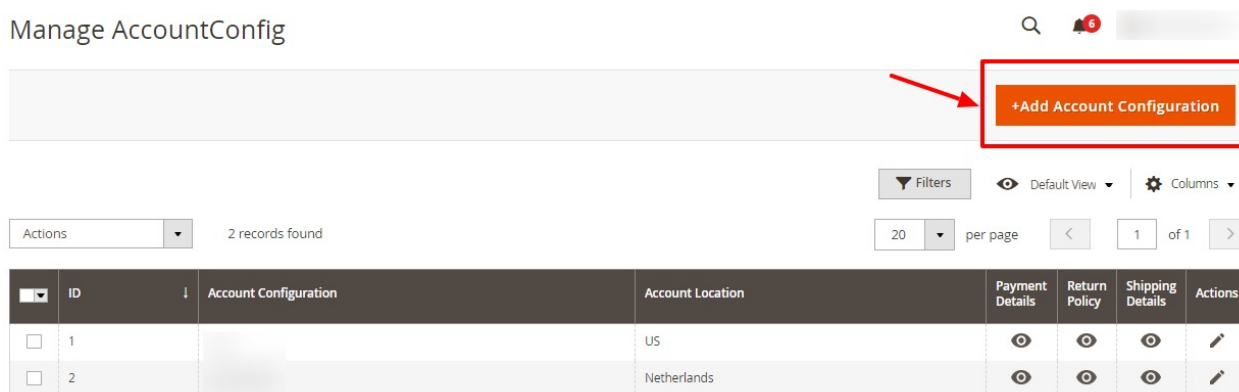 Manage AccountConfig
6
+Add Account Configuration
Filters
Default View
Columns
Actions
2 records found
20
per page
1
of 1
ID
Account Configuration
Account Location
Payment Details
Return Policy
Shipping Details
Actions
1
US
2
Netherlands